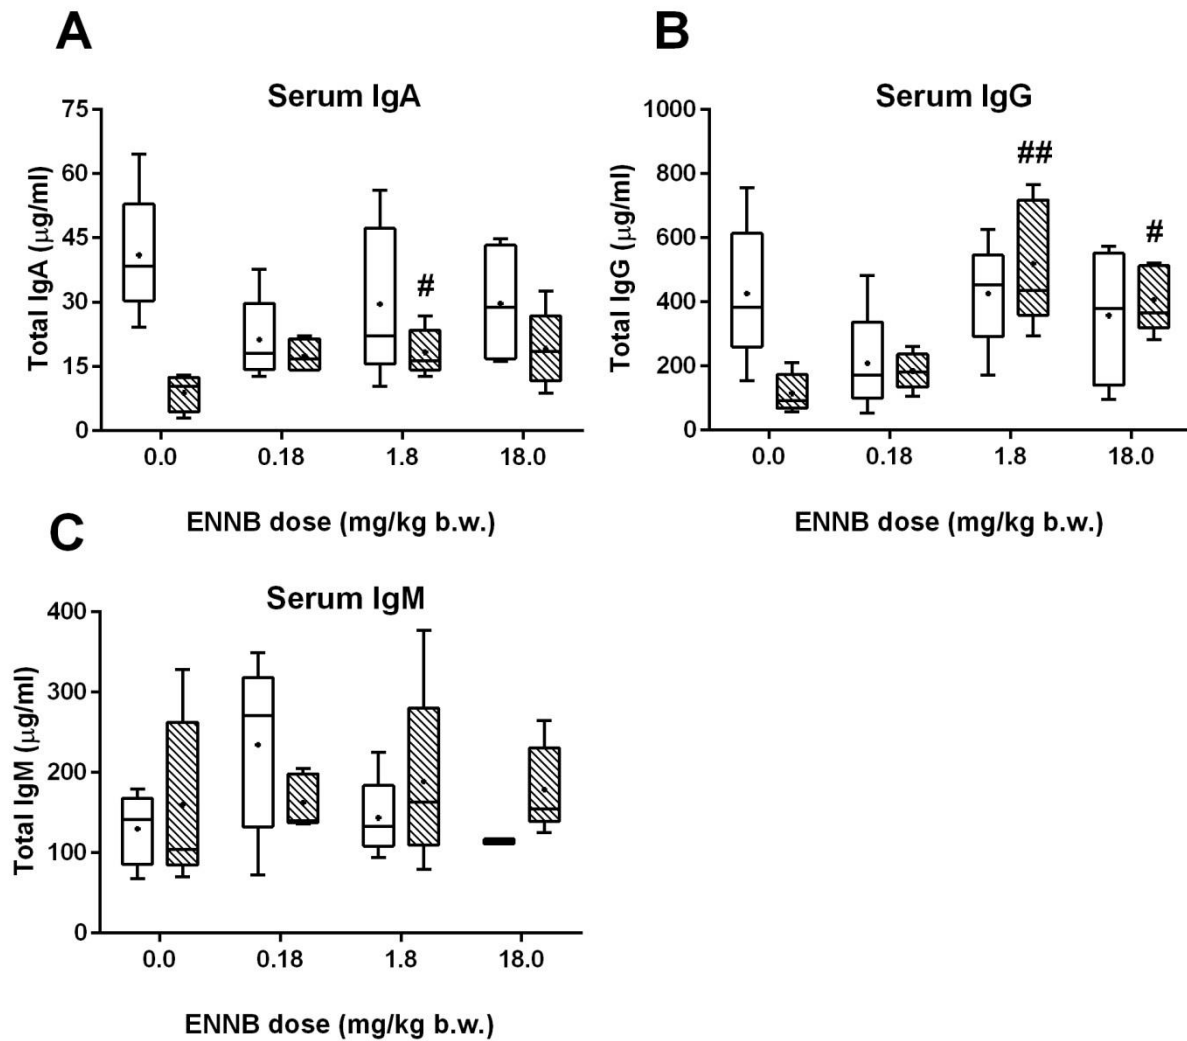 A
Serum IgA
Total IgA (μg/ml)
75
60
45
30
15
0
#
0.0 0.18 1.8 18.0
ENNB dose (mg/kg b.w.)
B
Serum IgG
Total IgG (μg/ml)
1000
800
600
400
200
0
##
#
0.0 0.18 1.8 18.0
ENNB dose (mg/kg b.w.)
C
Serum IgM
Total IgM (μg/ml)
400
300
200
100
0
0.0 0.18 1.8 18.0
ENNB dose (mg/kg b.w.)